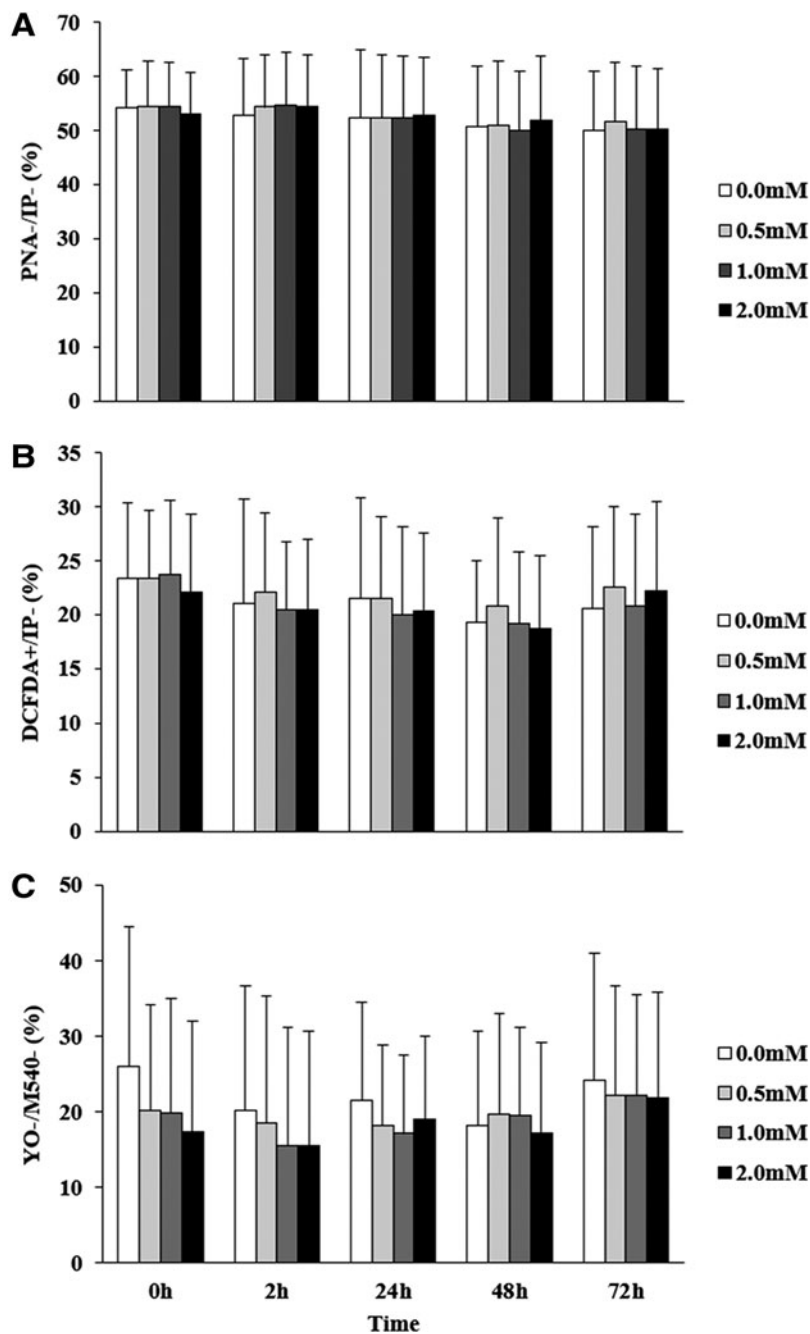 A
PNA-/IP- (%)
70
60
50
40
30
20
10
0
0.0mM
0.5mM
1.0mM
2.0mM
B
DCFDA+/IP- (%)
35
30
25
20
15
10
5
0
0.0mM
0.5mM
1.0mM
2.0mM
C
YO-/M540- (%)
50
40
30
20
10
0
0.0mM
0.5mM
1.0mM
2.0mM
0h 2h 24h 48h 72h
Time